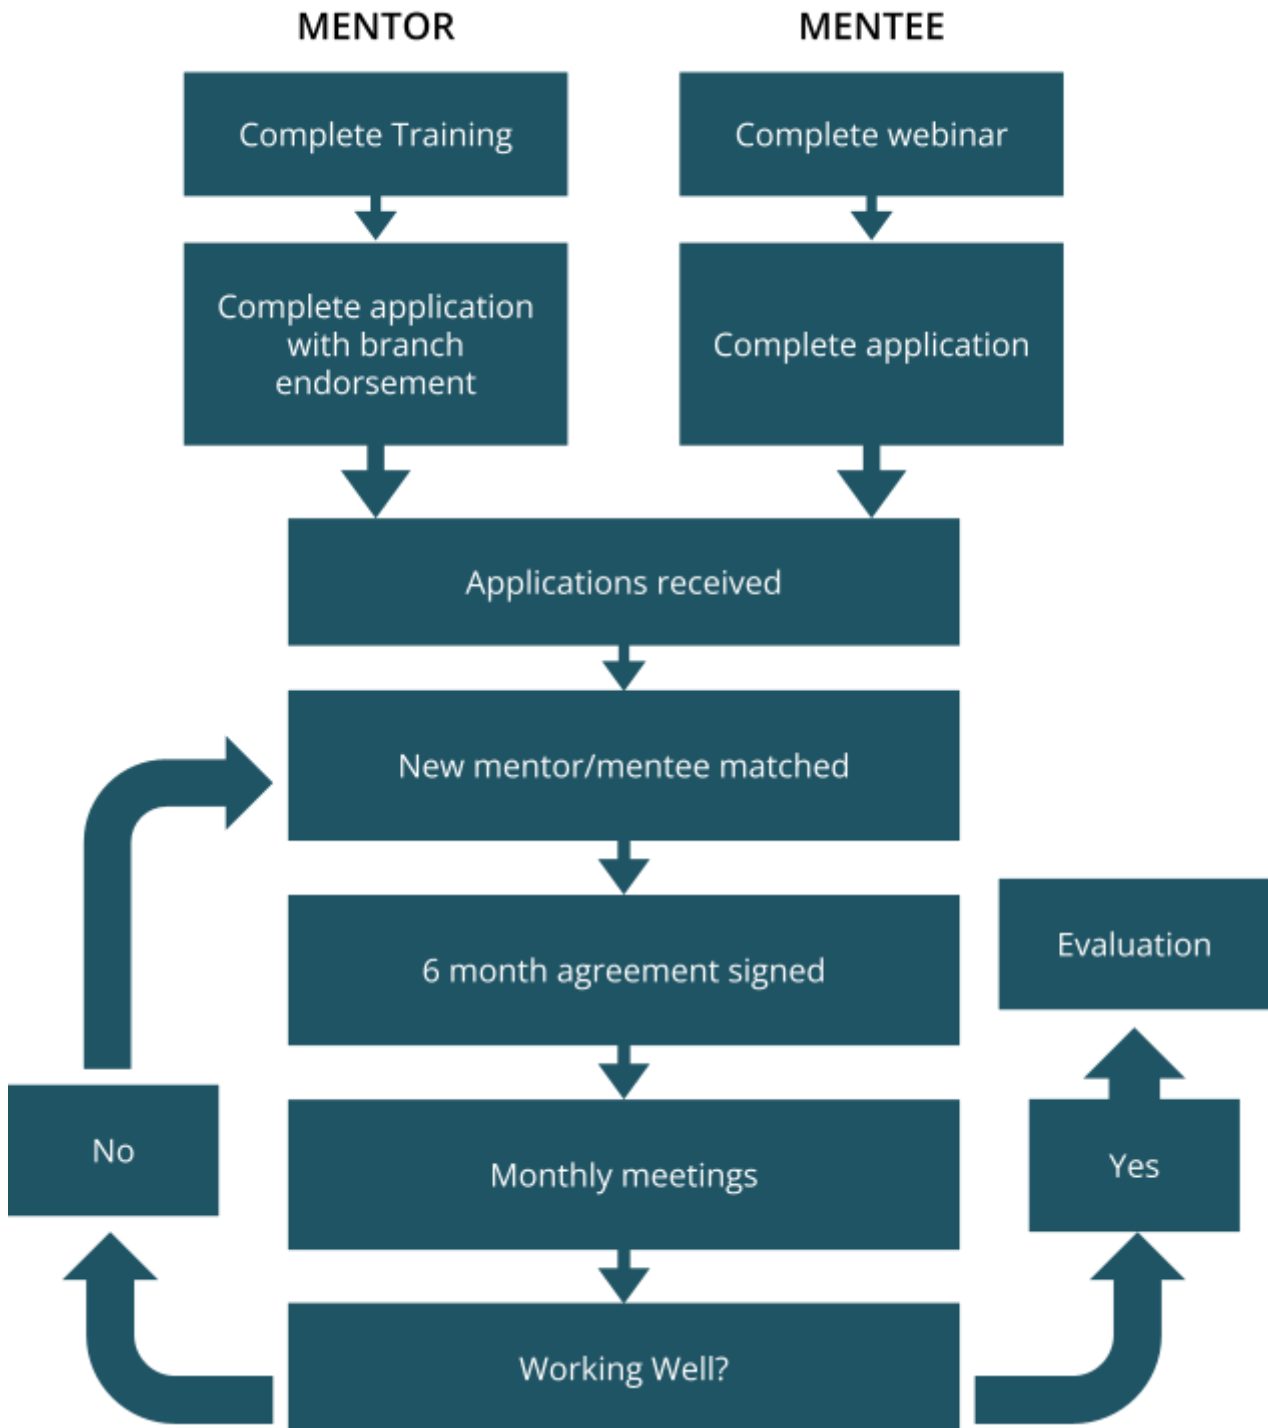 MENTOR
MENTEE
Complete Training
Complete webinar
Complete application
with branch
endorsement
Complete application
Applications received
New mentor/mentee matched
6 month agreement signed
Evaluation
No
Monthly meetings
Yes
Working Well?